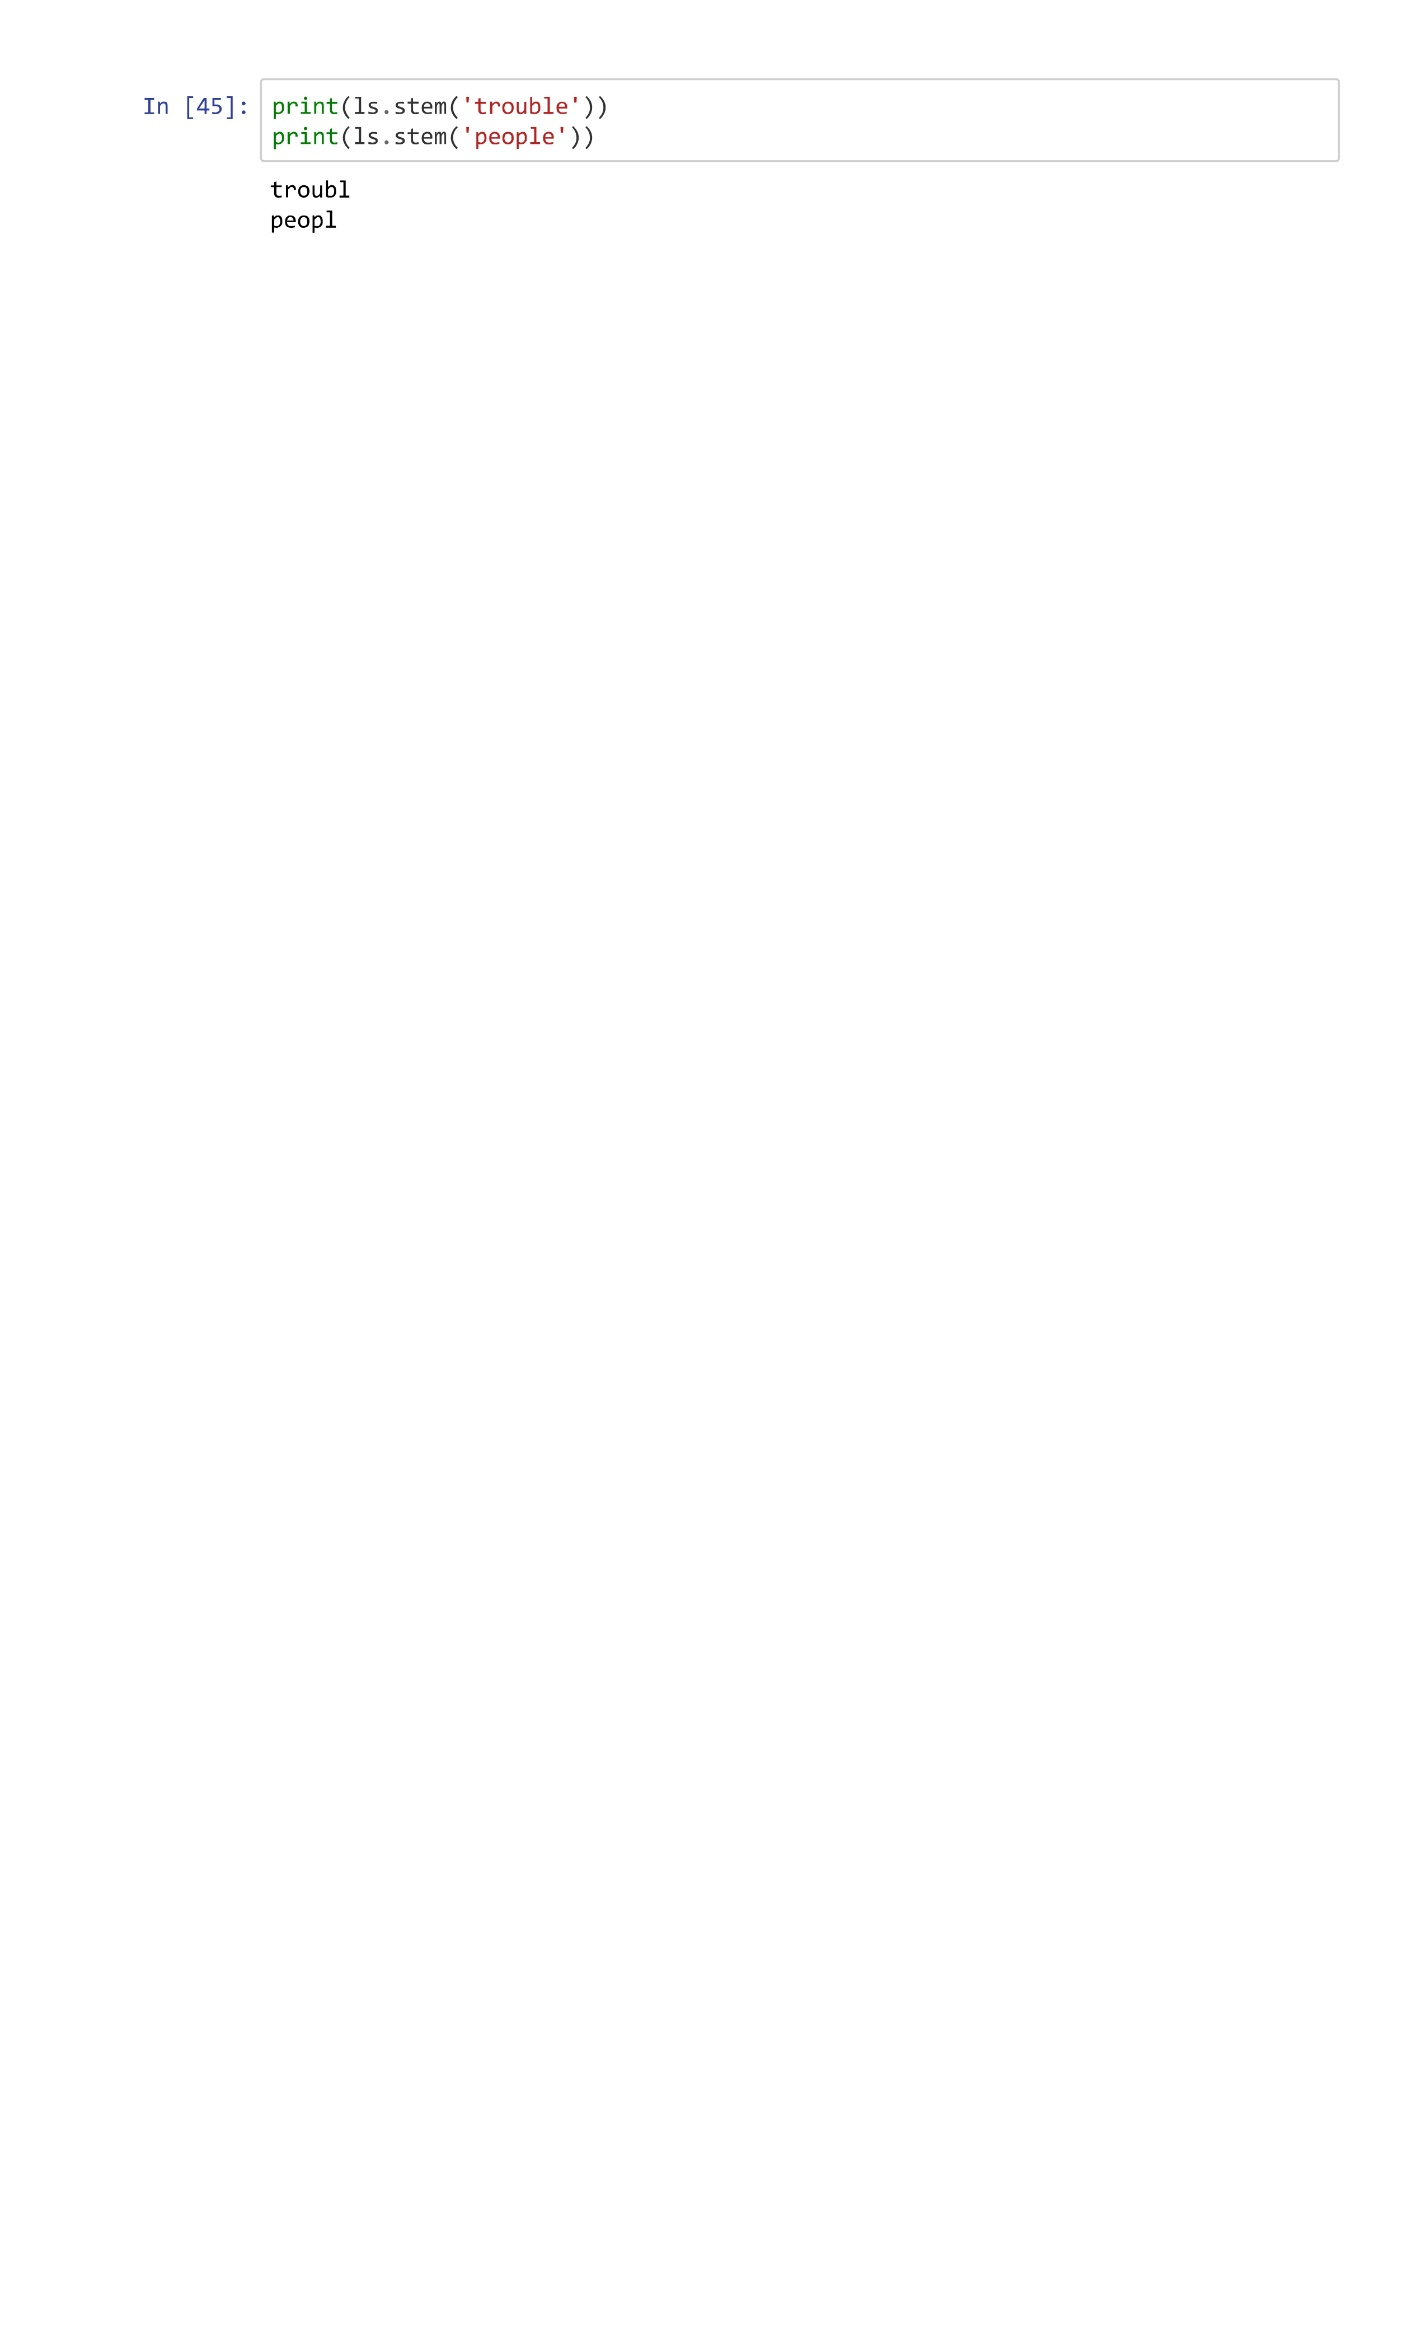 In [45]: print(ls.stem('trouble'))
print(ls.stem('people'))
troubl
peopl